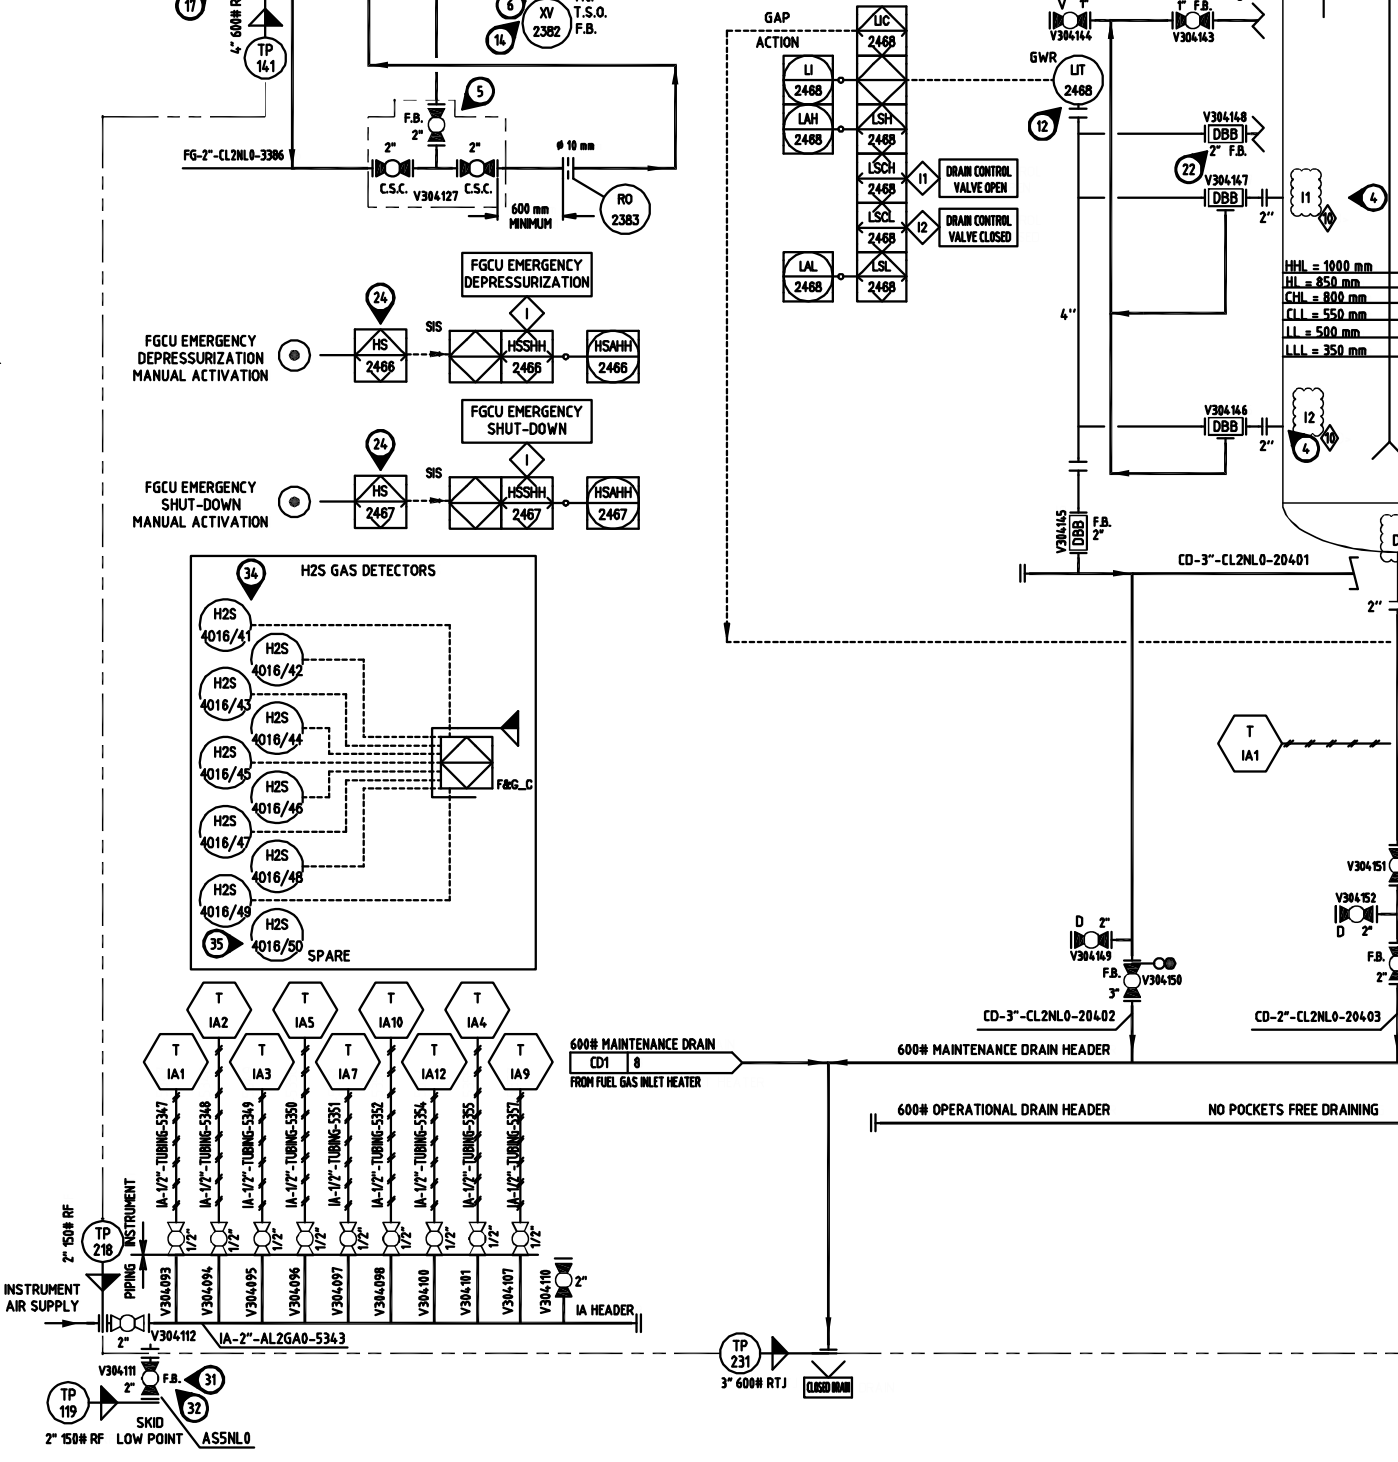 17
4" 600# R
TP
141
6
XV
2382
T.S.O.
F.B.
14
5
F.B.
2"
FG-2"-CL2NL0-3386
2"
2"
C.S.C.
V304127
C.S.C.
ø 10 mm
600 mm
MINIMUM
RO
2383
GAP
ACTION
LIC
2468
LI
2468
LAH
2468
LSH
2468
LSCH
2468
I1
DRAIN CONTROL
VALVE OPEN
LSCL
2468
I2
DRAIN CONTROL
VALVE CLOSED
LAL
2468
LSL
2468
GWR
LIT
2468
12
V 1"
V304144
1" F.B.
V304143
V304148
DBB
2" F.B.
22
V304147
DBB
2"
I1
10
4
HHL = 1000 mm
HL = 850 mm
CHL = 800 mm
CLL = 550 mm
LL = 500 mm
LLL = 350 mm
4"
V304146
DBB
2"
I2
10
4
V304145
DBB
F.B.
2"
CD-3"-CL2NL0-20401
2"
FGCU EMERGENCY
DEPRESSURIZATION
24
FGCU EMERGENCY
DEPRESSURIZATION
MANUAL ACTIVATION
HS
2466
SIS
I
HSSHH
2466
HSAHH
2466
FGCU EMERGENCY
SHUT-DOWN
24
FGCU EMERGENCY
SHUT-DOWN
MANUAL ACTIVATION
HS
2467
SIS
I
HSSHH
2467
HSAHH
2467
34
H2S GAS DETECTORS
H2S
4016/41
H2S
4016/42
H2S
4016/43
H2S
4016/44
H2S
4016/45
H2S
4016/46
H2S
4016/47
H2S
4016/48
H2S
4016/49
H2S
4016/50
F&G_C
35
SPARE
T
IA1
V304151
V304152
D 2"
F.B.
2"
D 2"
V304149
F.B.
3"
V304150
CD-3"-CL2NL0-20402
CD-2"-CL2NL0-20403
T
IA2
T
IA5
T
IA10
T
IA4
T
IA1
T
IA3
T
IA7
T
IA12
T
IA9
600# MAINTENANCE DRAIN
CD1 8
FROM FUEL GAS INLET HEATER
600# MAINTENANCE DRAIN HEADER
600# OPERATIONAL DRAIN HEADER
NO POCKETS FREE DRAINING
IA-1/2"-TUBING-5347
IA-1/2"-TUBING-5348
IA-1/2"-TUBING-5349
IA-1/2"-TUBING-5350
IA-1/2"-TUBING-5351
IA-1/2"-TUBING-5352
IA-1/2"-TUBING-5354
IA-1/2"-TUBING-5355
IA-1/2"-TUBING-5357
2" 150# RF
TP
218
INSTRUMENT
PIPING
1/2"
1/2"
1/2"
1/2"
1/2"
1/2"
1/2"
1/2"
1/2"
V304093
V304094
V304095
V304096
V304097
V304098
V304100
V304101
V304107
V304110
2"
INSTRUMENT
AIR SUPPLY
IA HEADER
2"
V304112
IA-2"-AL2GA0-5343
V304111
2"
F.B.
31
32
TP
119
2" 150# RF
SKID
LOW POINT
AS5NL0
TP
231
3" 600# RTJ
CLOSED DRAIN